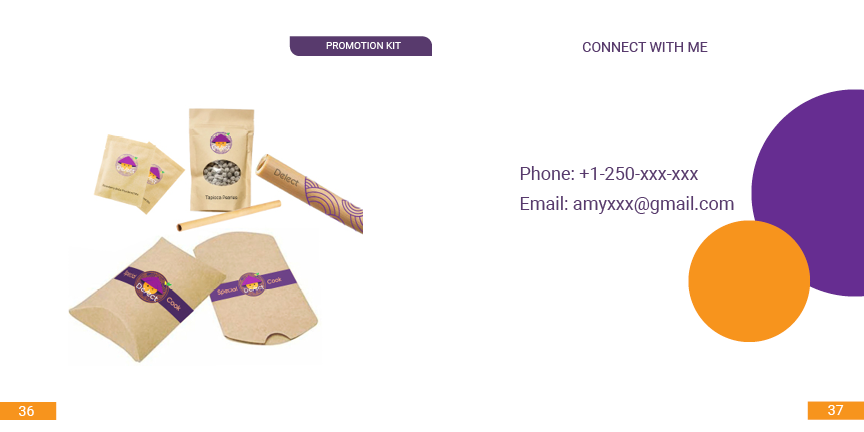 PROMOTION KIT
Tapioca Pearles
Delect
Special
Delect
Cook
Special
Delect
Cook
36
CONNECT WITH ME
Phone: +1-250-xxx-xxx
Email: amyxxx@gmail.com
37